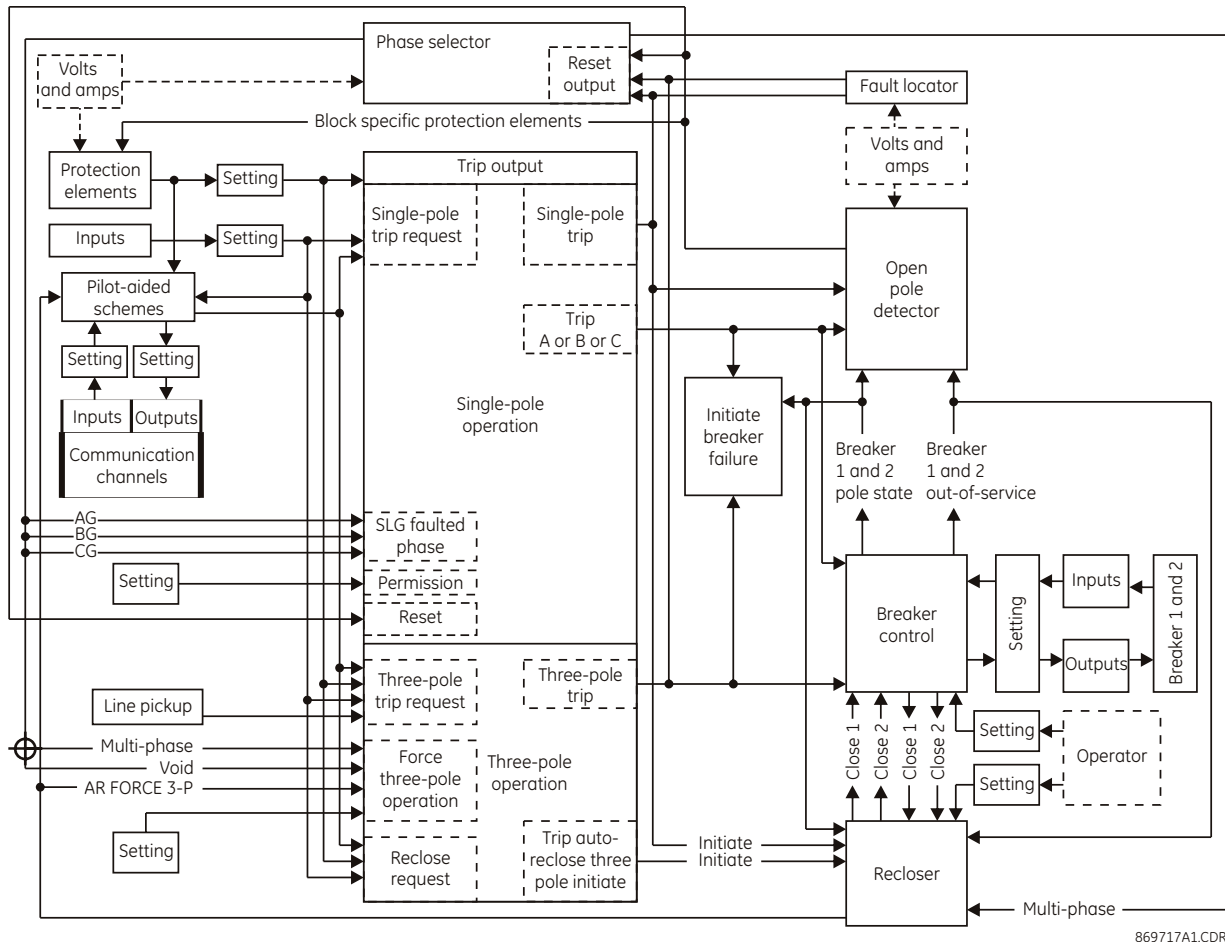 Phase selector
Reset
output
Volts
and amps
Fault locator
Block specific protection elements
Volts and
amps
Protection
elements
Setting
Trip output
Single-pole
trip request
Single-pole
trip
Inputs
Setting
Open
pole
detector
Pilot-aided
schemes
Trip
A or B or C
Setting
Setting
Inputs
Outputs
Communication
channels
Single-pole
operation
Initiate
breaker
failure
Breaker
1 and 2
pole state
Breaker
1 and 2
out-of-service
AG
BG
CG
SLG faulted
phase
Setting
Permission
Reset
Breaker
control
Setting
Inputs
Outputs
Breaker 1 and 2
Three-pole
trip request
Three-pole
trip
Line pickup
Close 1
Close 2
Close 1
Close 2
Setting
Setting
Operator
Multi-phase
Void
AR FORCE 3-P
Force
three-pole
operation
Three-pole
operation
Setting
Reclose
request
Trip auto-
reclose three
pole initiate
Initiate
Initiate
Recloser
Multi-phase
869717A1.CDR